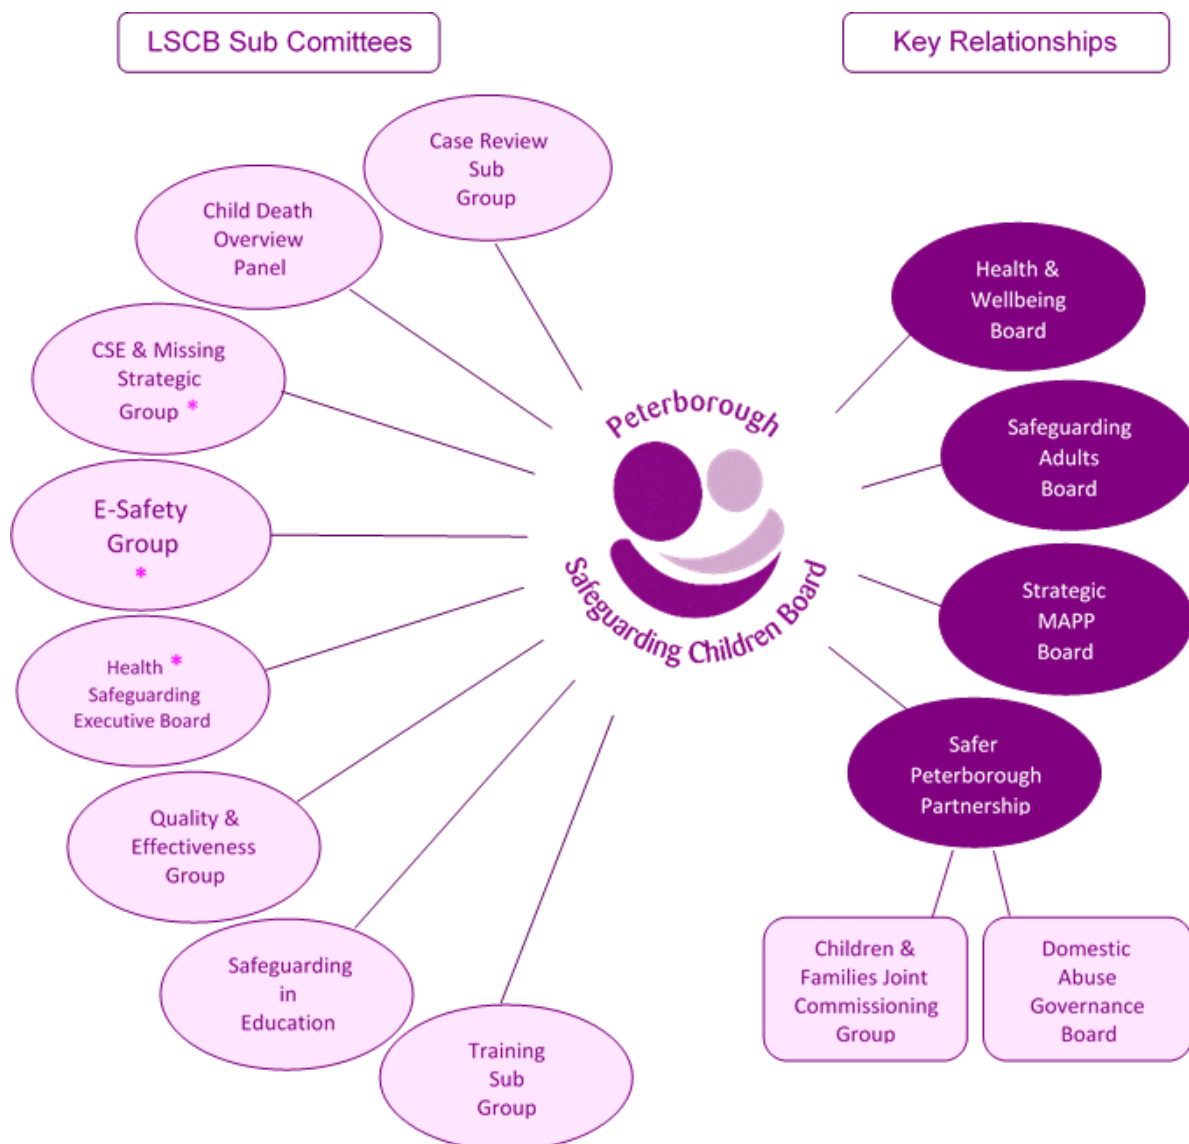 LSCB Sub Comittees
Key Relationships
Case Review
Sub
Group
Child Death
Overview
Panel
CSE & Missing
Strategic
Group *
E-Safety
Group
*
Health *
Safeguarding
Executive Board
Quality &
Effectiveness
Group
Safeguarding
in
Education
Training
Sub
Group
Peterborough
Safeguarding Children Board
Health &
Wellbeing
Board
Safeguarding
Adults
Board
Strategic
MAPP
Board
Safer
Peterborough
Partnership
Children &
Families Joint
Commissioning
Group
Domestic
Abuse
Governance
Board